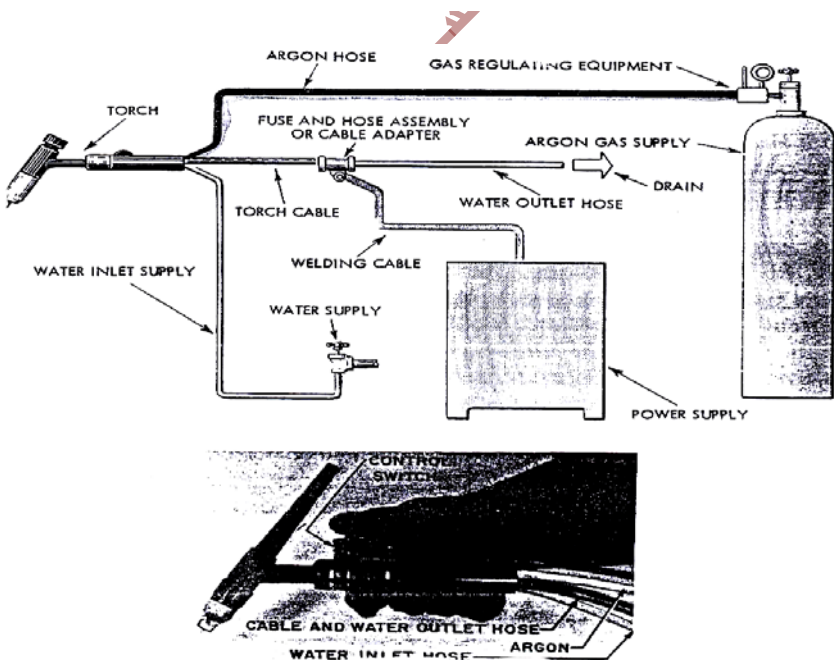 ARGON HOSE
GAS REGULATING EQUIPMENT
TORCH
FUSE AND HOSE ASSEMBLY
OR CABLE ADAPTER
ARGON GAS SUPPLY
DRAIN
TORCH CABLE
WATER OUTLET HOSE
WELDING CABLE
WATER INLET SUPPLY
WATER SUPPLY
POWER SUPPLY
CONTROL
SWITCH
CABLE AND WATER OUTLET HOSE
ARGON
WATER INLET HOSE